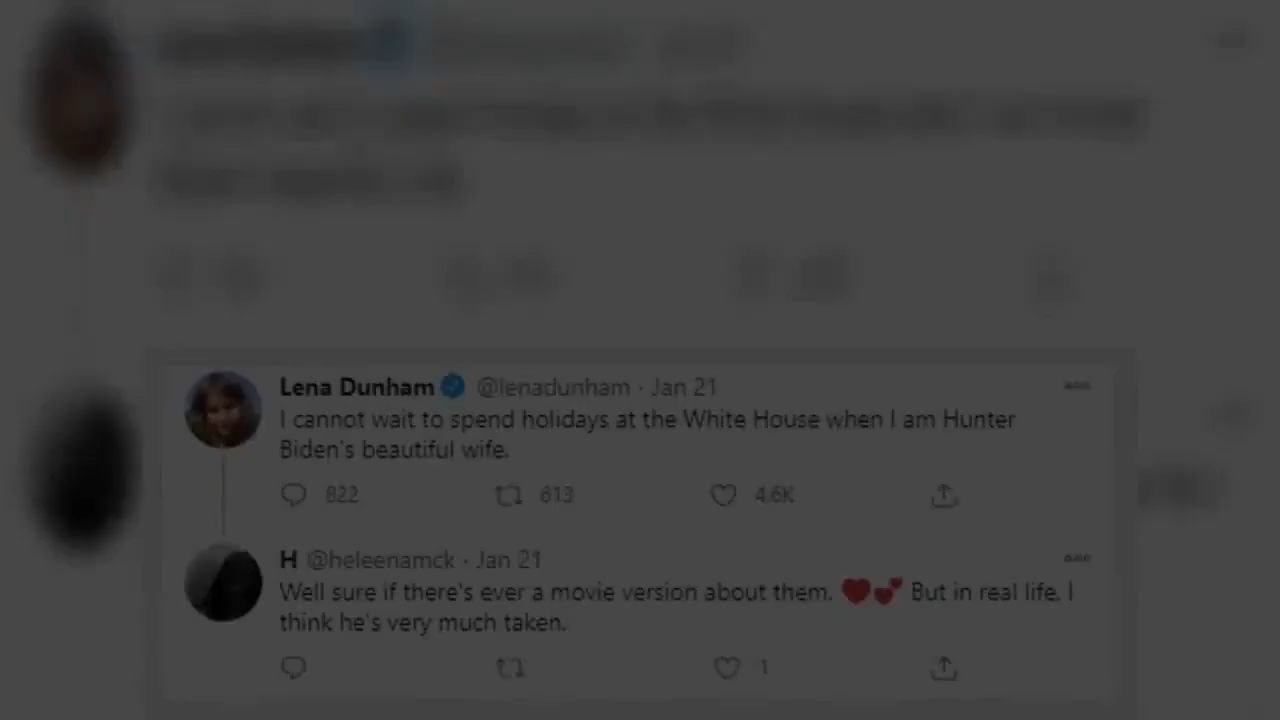 Lena Dunham @lenadunham · Jan 21
I cannot wait to spend holidays at the White House when I am Hunter
Biden's beautiful wife.
822 613 4.6K
H @heleenamck · Jan 21
Well sure if there's ever a movie version about them. ❤️💕 But in real life, I
think he's very much taken.
1